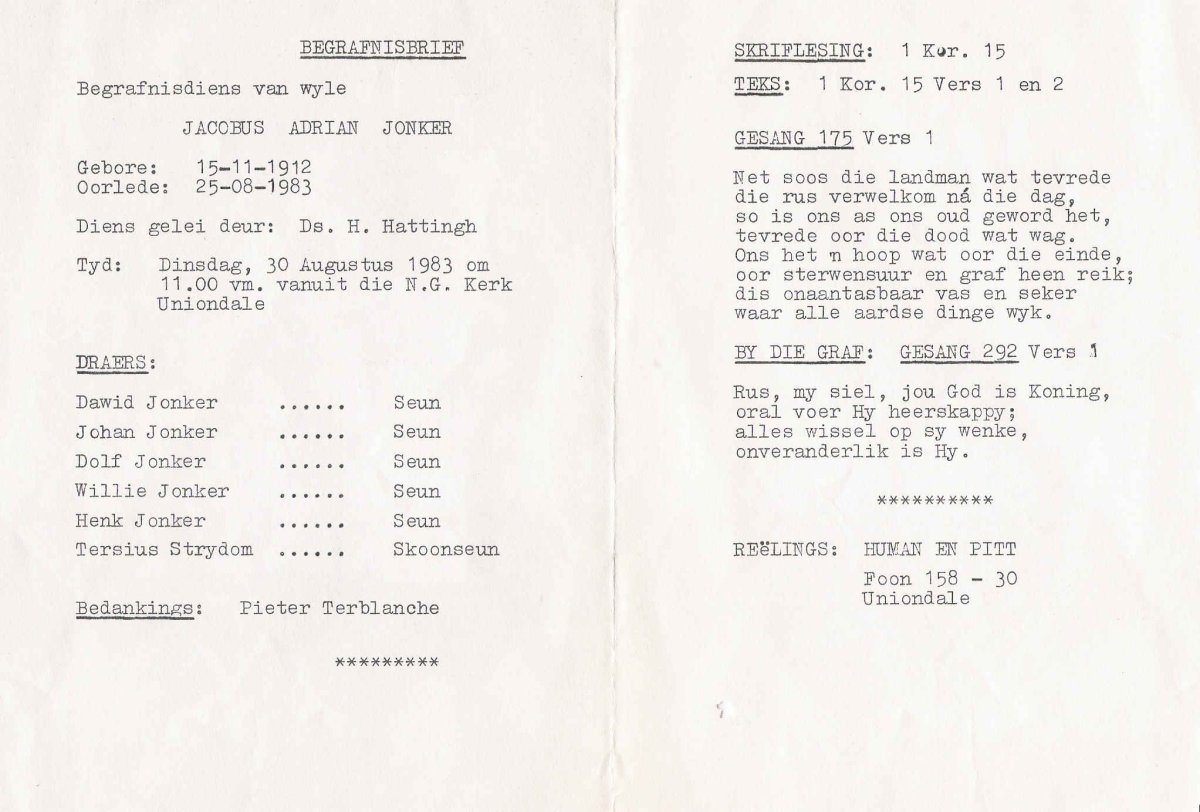 BEGRAFNISBRIEF
Begrafnisdiens van wyle
JACOBUS ADRIAN JONKER
Gebore: 15-11-1912
Oorlede: 25-08-1983
Diens gelei deur: Ds. H. Hattingh
Tyd: Dinsdag, 30 Augustus 1983 om
11.00 vm. vanuit die N.G. Kerk
Uniondale
DRAERS:
Dawid Jonker ...... Seun
Johan Jonker ...... Seun
Dolf Jonker ...... Seun
Willie Jonker ...... Seun
Henk Jonker ...... Seun
Tersius Strydom ...... Skoonseun
Bedankings: Pieter Terblanche
*********
SKRIFLESING: 1 Kor. 15
TEKS: 1 Kor. 15 Vers 1 en 2
GESANG 175 Vers 1
Net soos die landman wat tevrede
die rus verwelkom ná die dag,
so is ons as ons oud geword het,
tevrede oor die dood wat wag.
Ons het 'n hoop wat oor die einde,
oor sterwensuur en graf heen reik;
dis onaantasbaar vas en seker
waar alle aardse dinge wyk.
BY DIE GRAF: GESANG 292 Vers 1
Rus, my siel, jou God is Koning,
oral voer Hy heerskappy;
alles wissel op sy wenke,
onveranderlik is Hy.
**********
REëLINGS: HUMAN EN PITT
Foon 158 - 30
Uniondale